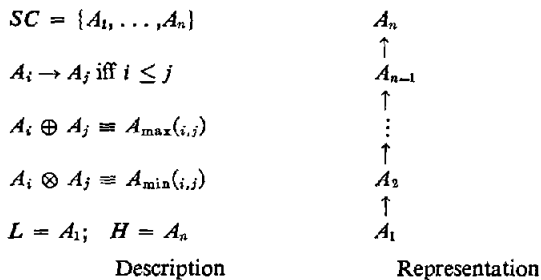 SC = {A₁, . . . ,Aₙ} Aₙ
↑
Aᵢ → Aⱼ iff i ≤ j Aₙ₋₁
↑
Aᵢ ⊕ Aⱼ ≡ A_max(i,j) ⋮
↑
Aᵢ ⊗ Aⱼ ≡ A_min(i,j) A₂
↑
L = A₁; H = Aₙ A₁
Description Representation